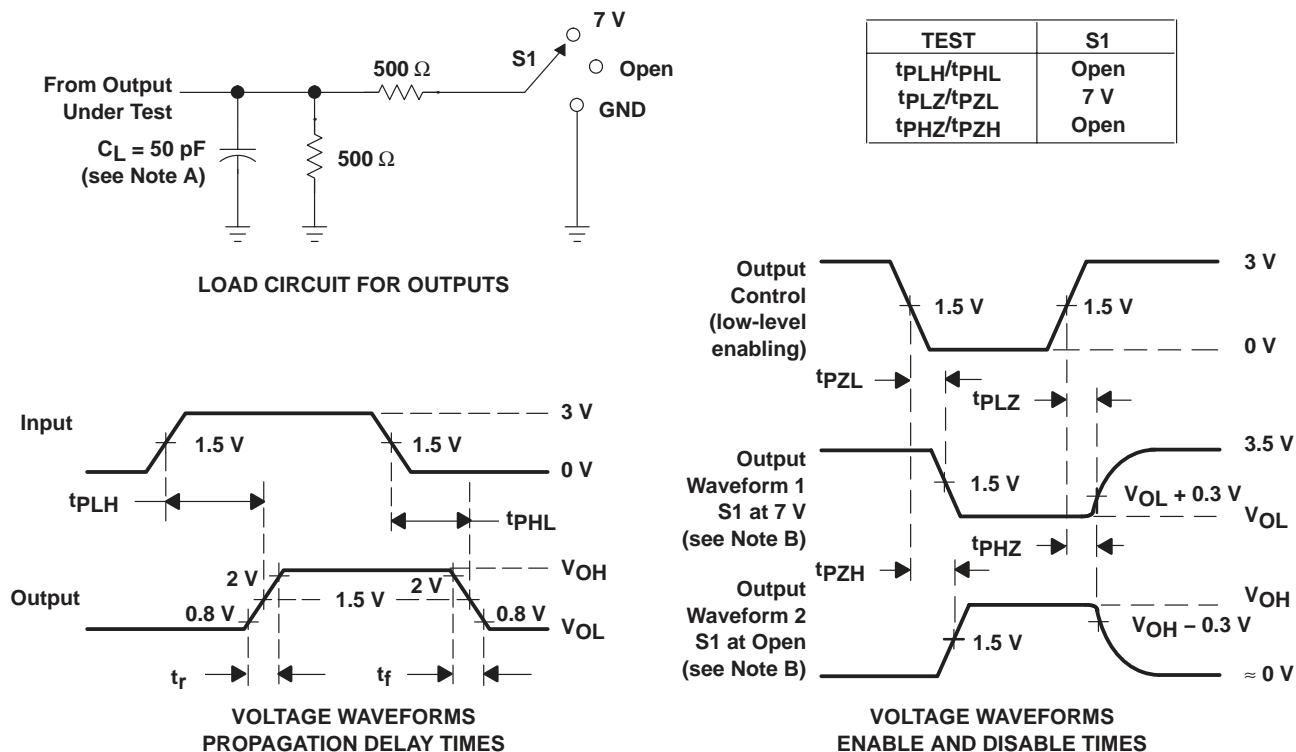 7 V
S1
Open
500 Ω
GND
From Output
Under Test
CL = 50 pF
(see Note A)
500 Ω
LOAD CIRCUIT FOR OUTPUTS
TEST S1
tPLH/tPHL Open
tPLZ/tPZL 7 V
tPHZ/tPZH Open
Input
3 V
1.5 V
1.5 V
0 V
tPLH
tPHL
Output
2 V
2 V
VOH
1.5 V
0.8 V
0.8 V
VOL
tr
tf
VOLTAGE WAVEFORMS
PROPAGATION DELAY TIMES
Output
Control
(low-level
enabling)
3 V
1.5 V
1.5 V
0 V
tPZL
tPLZ
Output
Waveform 1
S1 at 7 V
(see Note B)
3.5 V
1.5 V
VOL + 0.3 V
VOL
tPHZ
tPZH
Output
Waveform 2
S1 at Open
(see Note B)
VOH
1.5 V
VOH − 0.3 V
≈ 0 V
VOLTAGE WAVEFORMS
ENABLE AND DISABLE TIMES